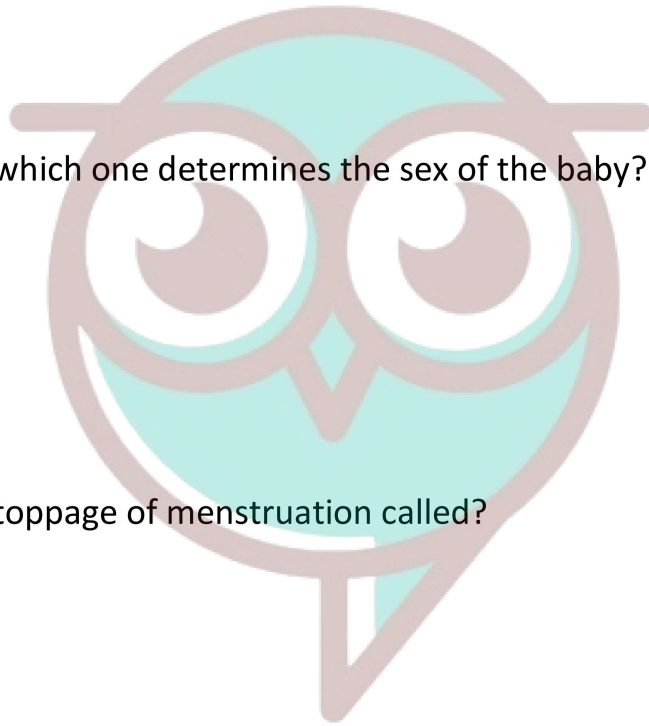 which one determines the sex of the baby?
toppage of menstruation called?